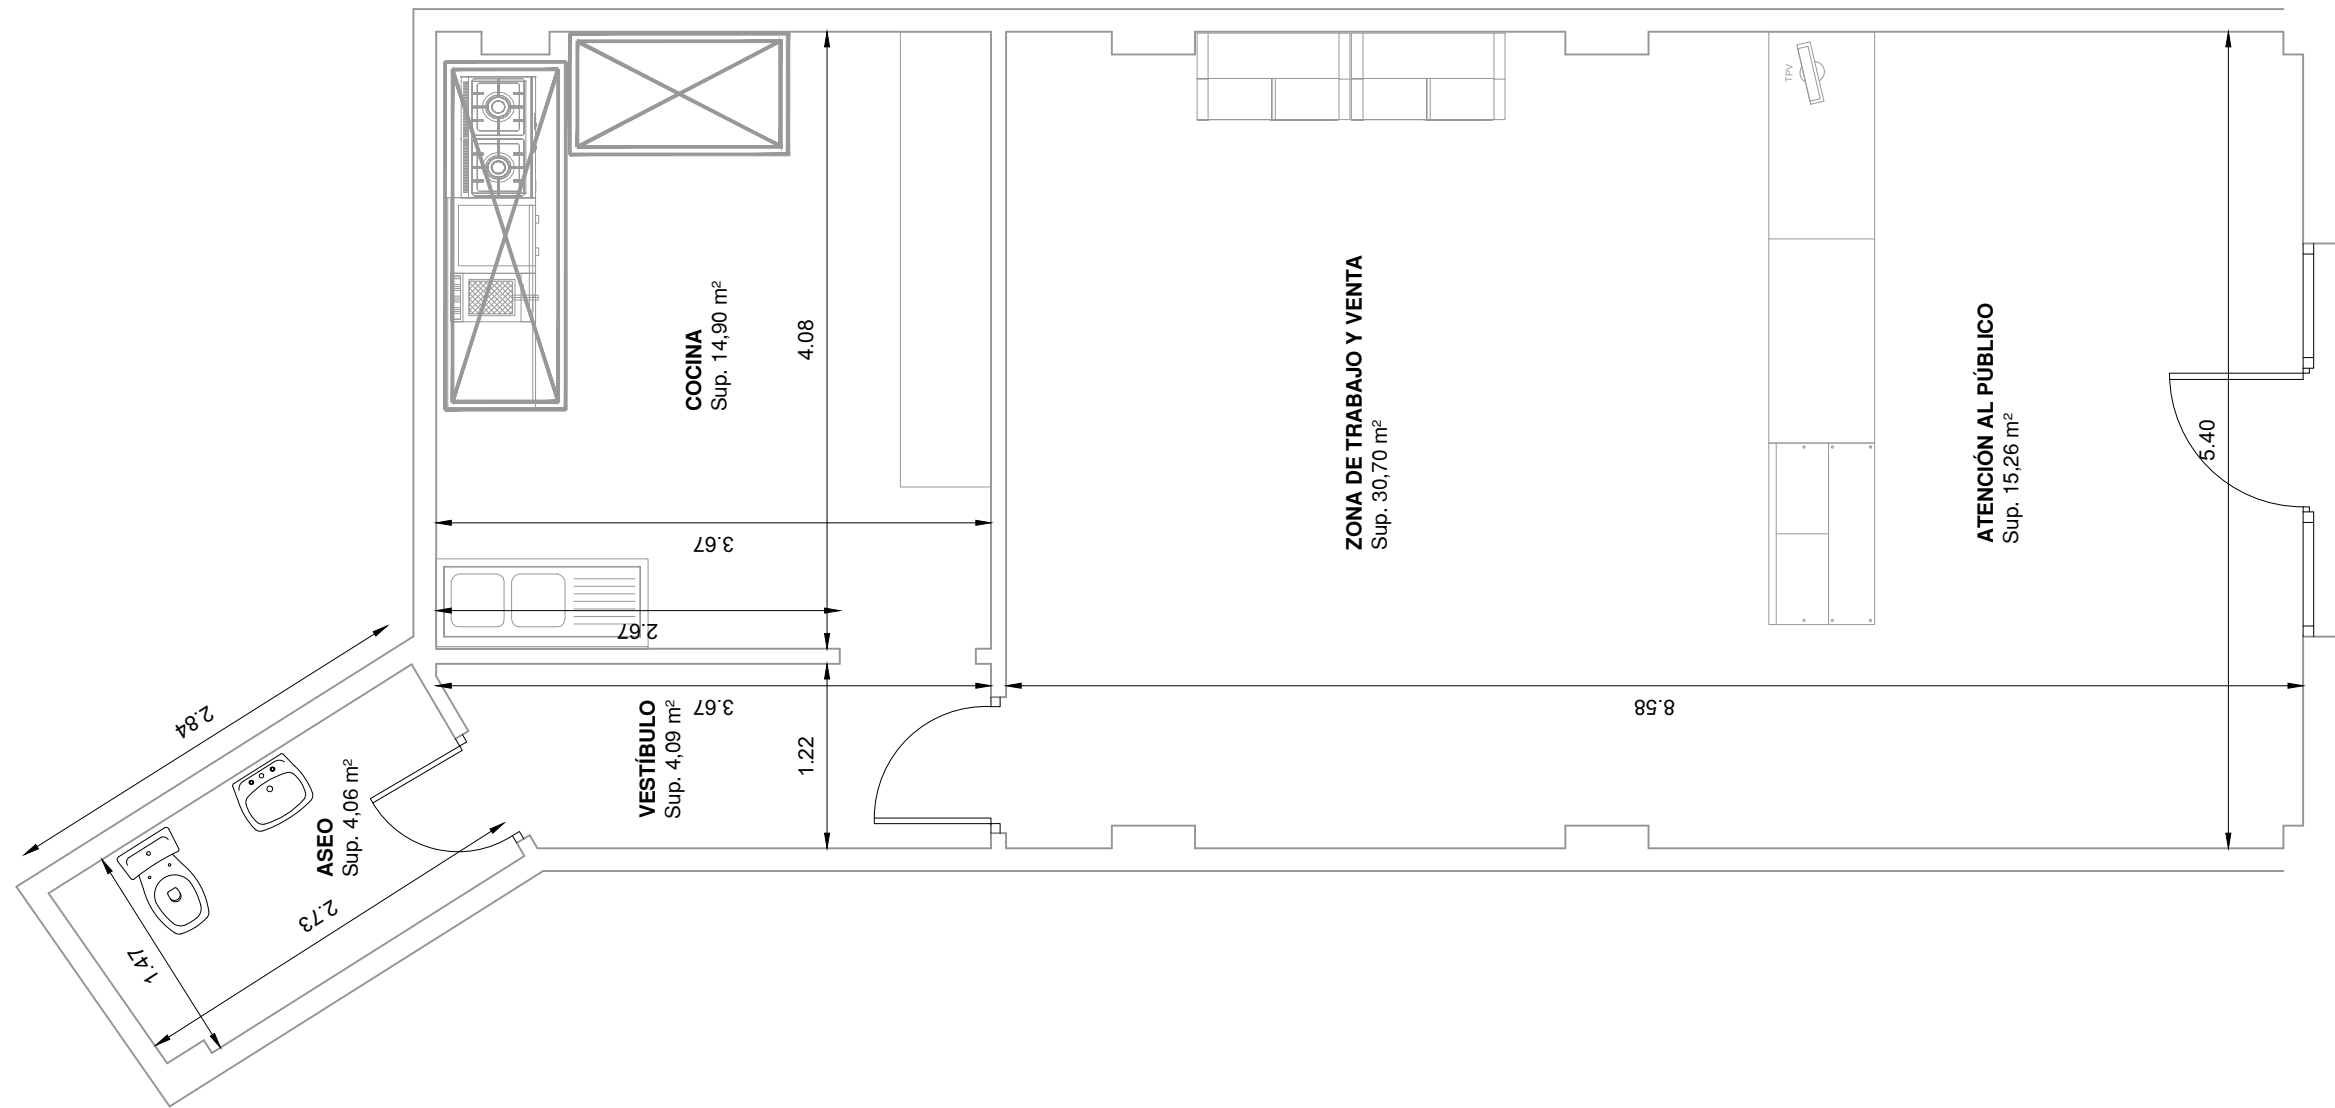 TPV
COCINA
Sup. 14,90 m²
4.08
3.67
2.67
ZONA DE TRABAJO Y VENTA
Sup. 30,70 m²
ATENCIÓN AL PÚBLICO
Sup. 15,26 m²
5.40
2.84
ASEO
Sup. 4,06 m²
2.73
1.47
VESTÍBULO
Sup. 4,09 m²
3.67
1.22
8.58